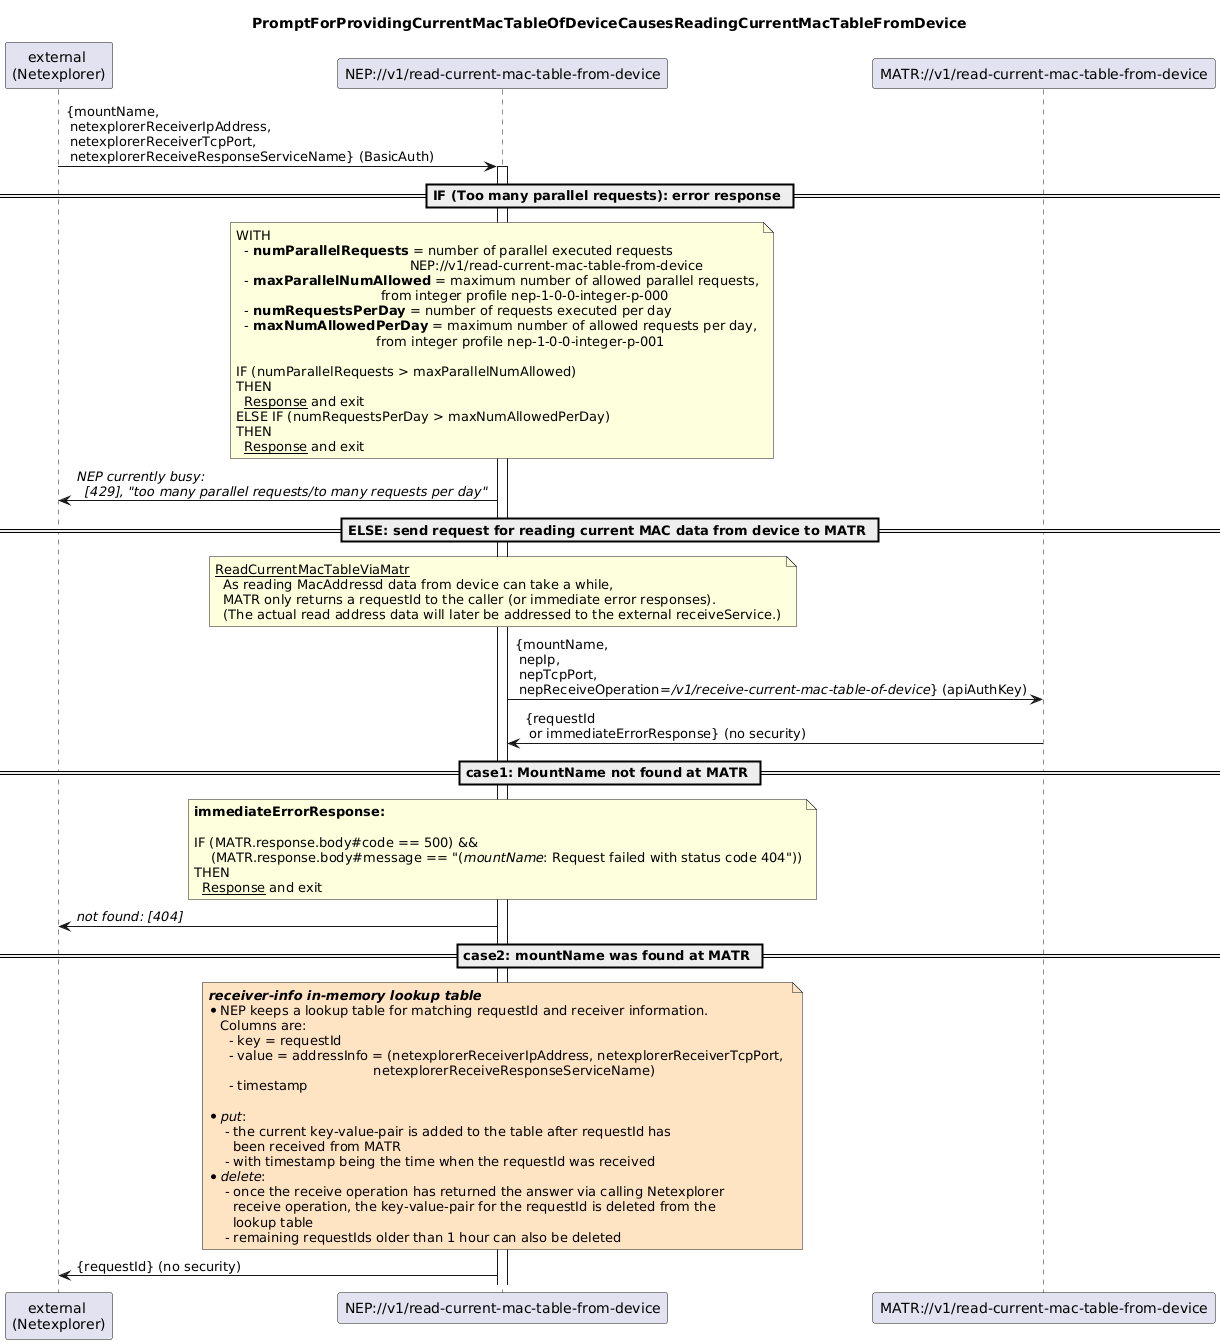 PromptForProvidingCurrentMacTableOfDeviceCausesReadingCurrentMacTableFromDevice
external
(Netexplorer)
NEP://v1/read-current-mac-table-from-device
MATR://v1/read-current-mac-table-from-device
{mountName,
netexplorerReceiverIpAddress,
netexplorerReceiverTcpPort,
netexplorerReceiveResponseServiceName} (BasicAuth)
IF (Too many parallel requests): error response
WITH
- numParallelRequests = number of parallel executed requests
NEP://v1/read-current-mac-table-from-device
- maxParallelNumAllowed = maximum number of allowed parallel requests,
from integer profile nep-1-0-0-integer-p-000
- numRequestsPerDay = number of requests executed per day
- maxNumAllowedPerDay = maximum number of allowed requests per day,
from integer profile nep-1-0-0-integer-p-001
IF (numParallelRequests > maxParallelNumAllowed)
THEN
Response and exit
ELSE IF (numRequestsPerDay > maxNumAllowedPerDay)
THEN
Response and exit
NEP currently busy:
[429], "too many parallel requests/to many requests per day"
ELSE: send request for reading current MAC data from device to MATR
ReadCurrentMacTableViaMatr
As reading MacAddressd data from device can take a while,
MATR only returns a requestId to the caller (or immediate error responses).
(The actual read address data will later be addressed to the external receiveService.)
{mountName,
nepIp,
nepTcpPort,
nepReceiveOperation=/v1/receive-current-mac-table-of-device} (apiAuthKey)
{requestId
or immediateErrorResponse} (no security)
case1: MountName not found at MATR
immediateErrorResponse:
IF (MATR.response.body#code == 500) &&
(MATR.response.body#message == "(mountName: Request failed with status code 404"))
THEN
Response and exit
not found: [404]
case2: mountName was found at MATR
receiver-info in-memory lookup table
• NEP keeps a lookup table for matching requestId and receiver information.
Columns are:
- key = requestId
- value = addressInfo = (netexplorerReceiverIpAddress, netexplorerReceiverTcpPort,
netexplorerReceiveResponseServiceName)
- timestamp
• put:
- the current key-value-pair is added to the table after requestId has
been received from MATR
- with timestamp being the time when the requestId was received
• delete:
- once the receive operation has returned the answer via calling Netexplorer
receive operation, the key-value-pair for the requestId is deleted from the
lookup table
- remaining requestIds older than 1 hour can also be deleted
{requestId} (no security)
external
(Netexplorer)
NEP://v1/read-current-mac-table-from-device
MATR://v1/read-current-mac-table-from-device